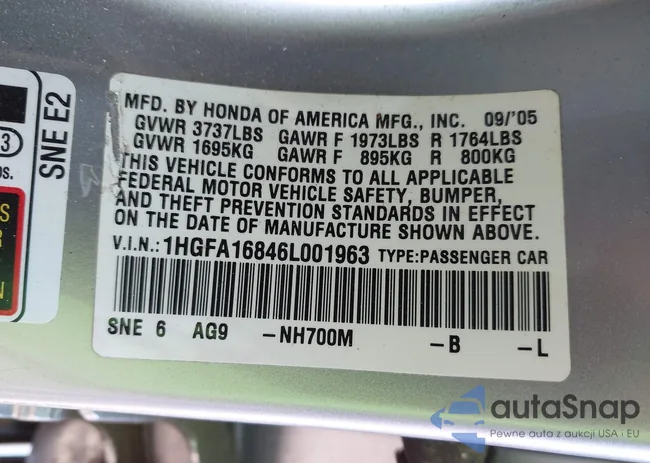 MFD. BY HONDA OF AMERICA MFG., INC. 09/'05
GVWR 3737LBS GAWR F 1973LBS R 1764LBS
GVWR 1695KG GAWR F 895KG R 800KG
THIS VEHICLE CONFORMS TO ALL APPLICABLE
FEDERAL MOTOR VEHICLE SAFETY, BUMPER,
AND THEFT PREVENTION STANDARDS IN EFFECT
ON THE DATE OF MANUFACTURE SHOWN ABOVE.
V.I.N.: 1HGFA16846L001963 TYPE:PASSENGER CAR
SNE 6 AG9 -NH700M -B -L
SNE E2
3
S
autaSnap
Pewne auta z aukcji USA · EU